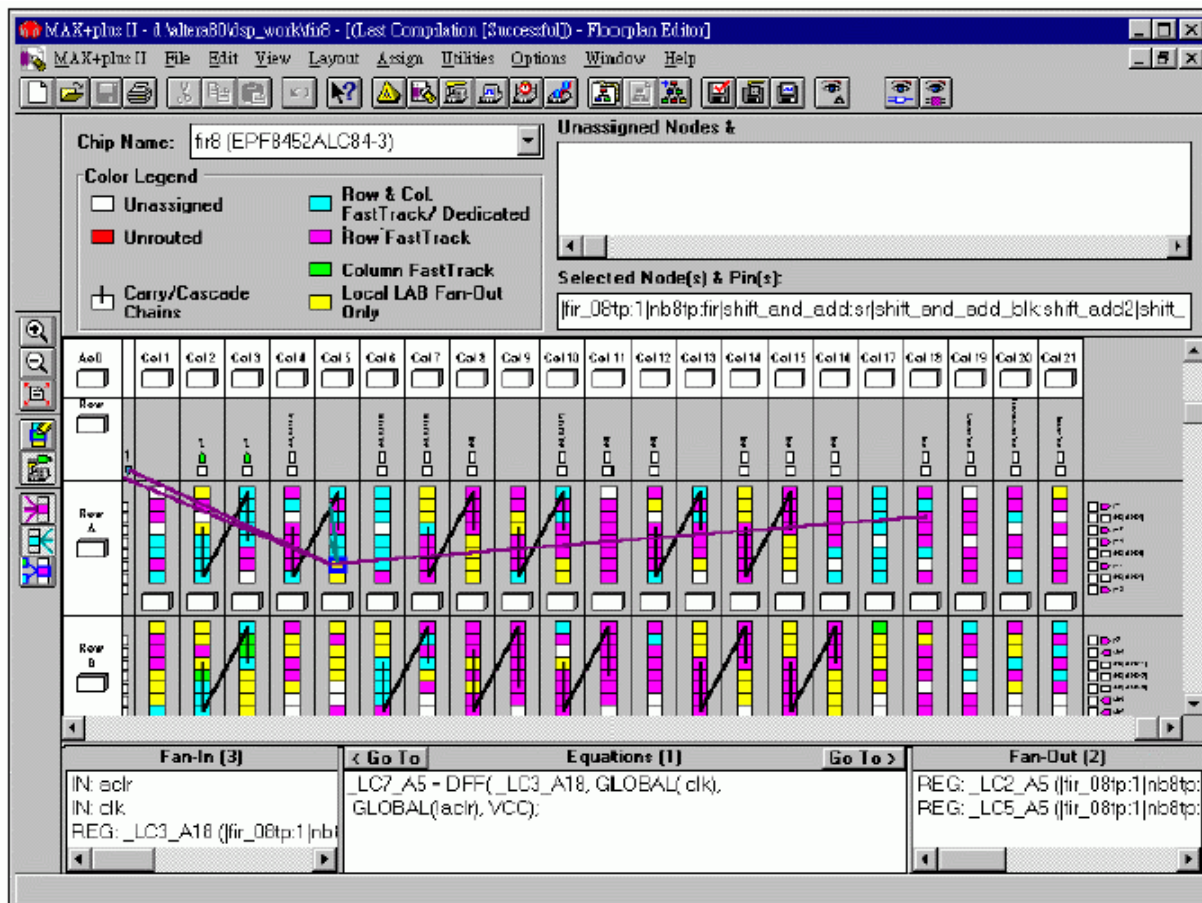 MAX+plus II - d:\altera80\dsp_work\fir8 - [(Last Compilation [Successful]) - Floorplan Editor]
MAX+plus II File Edit View Layout Assign Utilities Options Window Help
Chip Name: fir8 (EPF8452ALC84-3)
Unassigned Nodes &
Color Legend
Unassigned
Row & Col. FastTrack/ Dedicated
Unrouted
Row FastTrack
Column FastTrack
Carry/Cascade Chains
Local LAB Fan-Out Only
Selected Node(s) & Pin(s):
|fir_08tp:1|nb8tp:fir|shift_and_add:sr|shift_and_add_blk:shift_add2|shift_
Col 1 Col 2 Col 3 Col 4 Col 5 Col 6 Col 7 Col 8 Col 9 Col 10 Col 11 Col 12 Col 13 Col 14 Col 15 Col 16 Col 17 Col 18 Col 19 Col 20 Col 21
Row
Row A
Row B
Fan-In (3)
< Go To
Equations (1)
Go To >
Fan-Out (2)
IN: aclr
IN: clk
REG: _LC3_A18 (|fir_08tp:1|nb8
_LC7_A5 = DFF( _LC3_A18, GLOBAL( clk),
GLOBAL(!aclr), VCC);
REG: _LC2_A5 (|fir_08tp:1|nb8tp:
REG: _LC5_A5 (|fir_08tp:1|nb8tp: